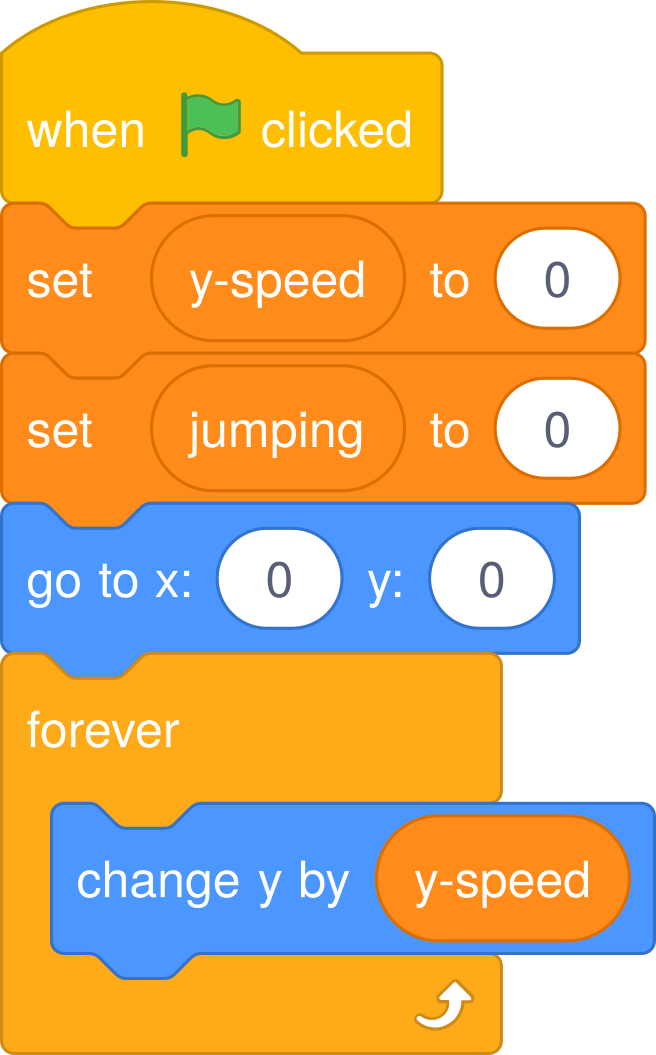 when clicked
set y-speed to 0
set jumping to 0
go to x: 0 y: 0
forever
change y by y-speed